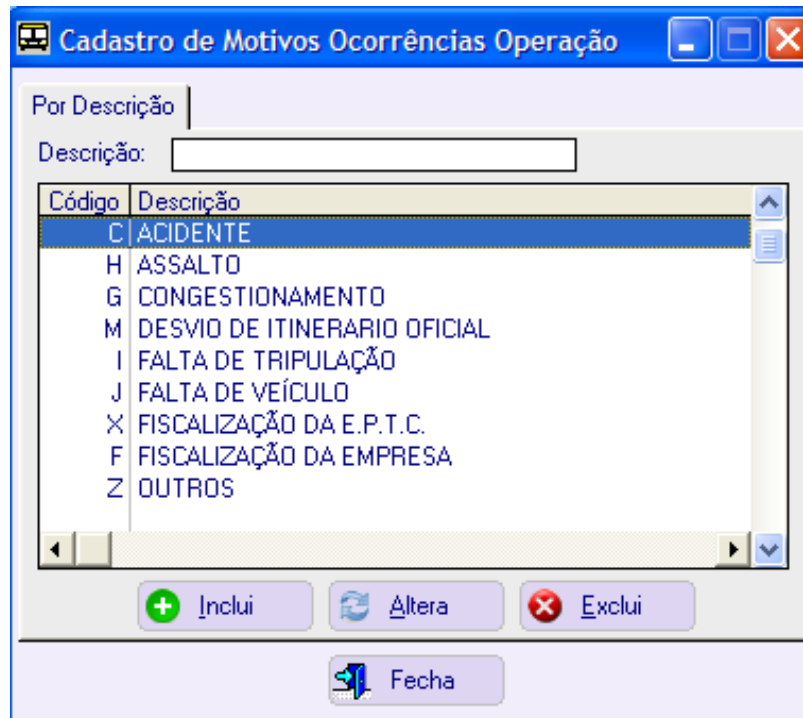 Cadastro de Motivos Ocorrências Operação
Por Descrição
Descrição:
Código Descrição
C ACIDENTE
H ASSALTO
G CONGESTIONAMENTO
M DESVIO DE ITINERARIO OFICIAL
I FALTA DE TRIPULAÇÃO
J FALTA DE VEÍCULO
X FISCALIZAÇÃO DA E.P.T.C.
F FISCALIZAÇÃO DA EMPRESA
Z OUTROS
Inclui Altera Exclui
Fecha